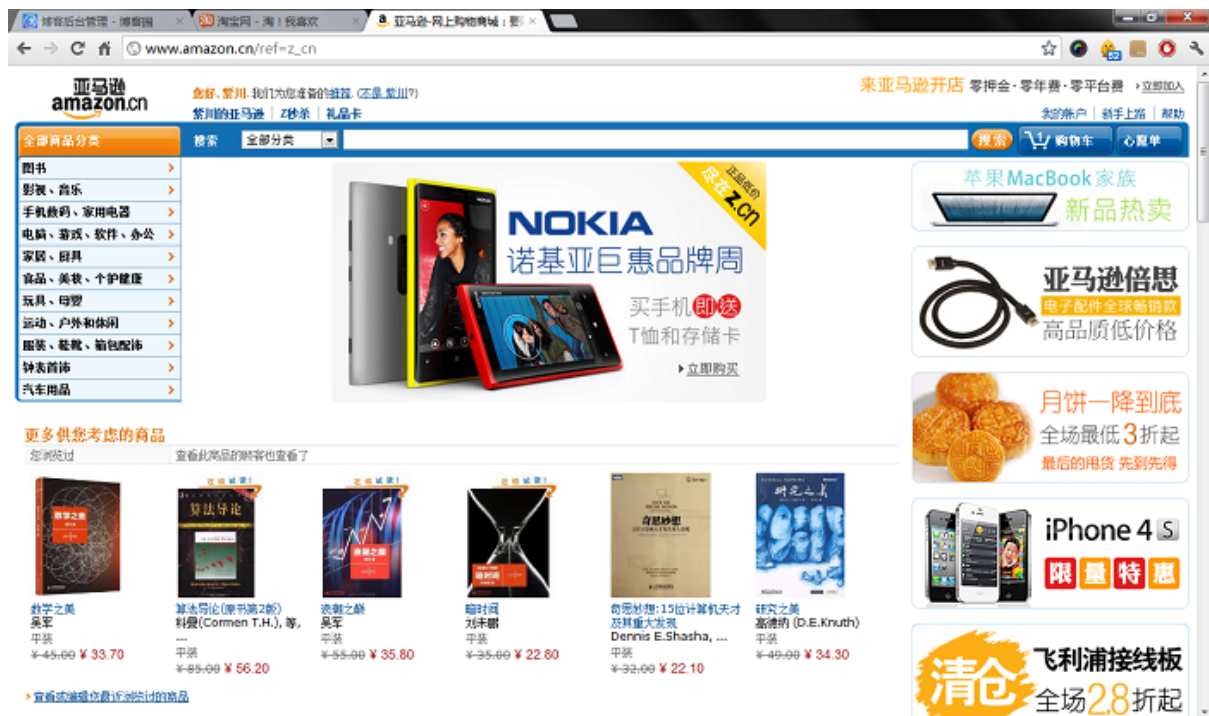 博客后台管理 - 博客园
淘宝网 - 淘！我喜欢
亚马逊-网上购物商城：要
www.amazon.cn/ref=z_cn
52
亚马逊
amazon.cn
您好, 紫川. 我们为您准备的推荐. (不是 紫川?)
紫川的亚马逊 | Z秒杀 | 礼品卡
来亚马逊开店 零押金·零年费·零平台费 ›立即加入
我的帐户 | 新手上路 | 帮助
全部商品分类
搜索 全部分类 搜索 购物车 心愿单
图书
影视、音乐
手机数码、家用电器
电脑、游戏、软件、办公
家居、厨具
食品、美妆、个护健康
玩具、母婴
运动、户外和休闲
服装、鞋靴、箱包配饰
钟表首饰
汽车用品
正品低价
尽在z.cn
NOKIA
诺基亚巨惠品牌周
买手机即送
T恤和存储卡
立即购买
苹果MacBook家族
新品热卖
亚马逊倍思
电子配件全球畅销款
高品质低价格
月饼一降到底
全场最低3折起
最后的甩货 先到先得
iPhone 4S
限量特惠
清仓
飞利浦接线板
全场2.8折起
更多供您考虑的商品
您浏览过
查看此商品的顾客也查看了
数学之美
吴军
平装
¥ 45.00 ¥ 33.70
算法导论(原书第2版)
科曼(Cormen T.H.), 等, ...
平装
¥ 85.00 ¥ 56.20
浪潮之巅
吴军
平装
¥ 55.00 ¥ 35.80
暗时间
刘未鹏
平装
¥ 35.00 ¥ 22.80
奇思妙想:15位计算机天才
及其重大发现
Dennis E.Shasha, ...
平装
¥ 32.00 ¥ 22.10
研究之美
高德纳 (D.E.Knuth)
平装
¥ 49.00 ¥ 34.30
查看或编辑您最近浏览过的商品